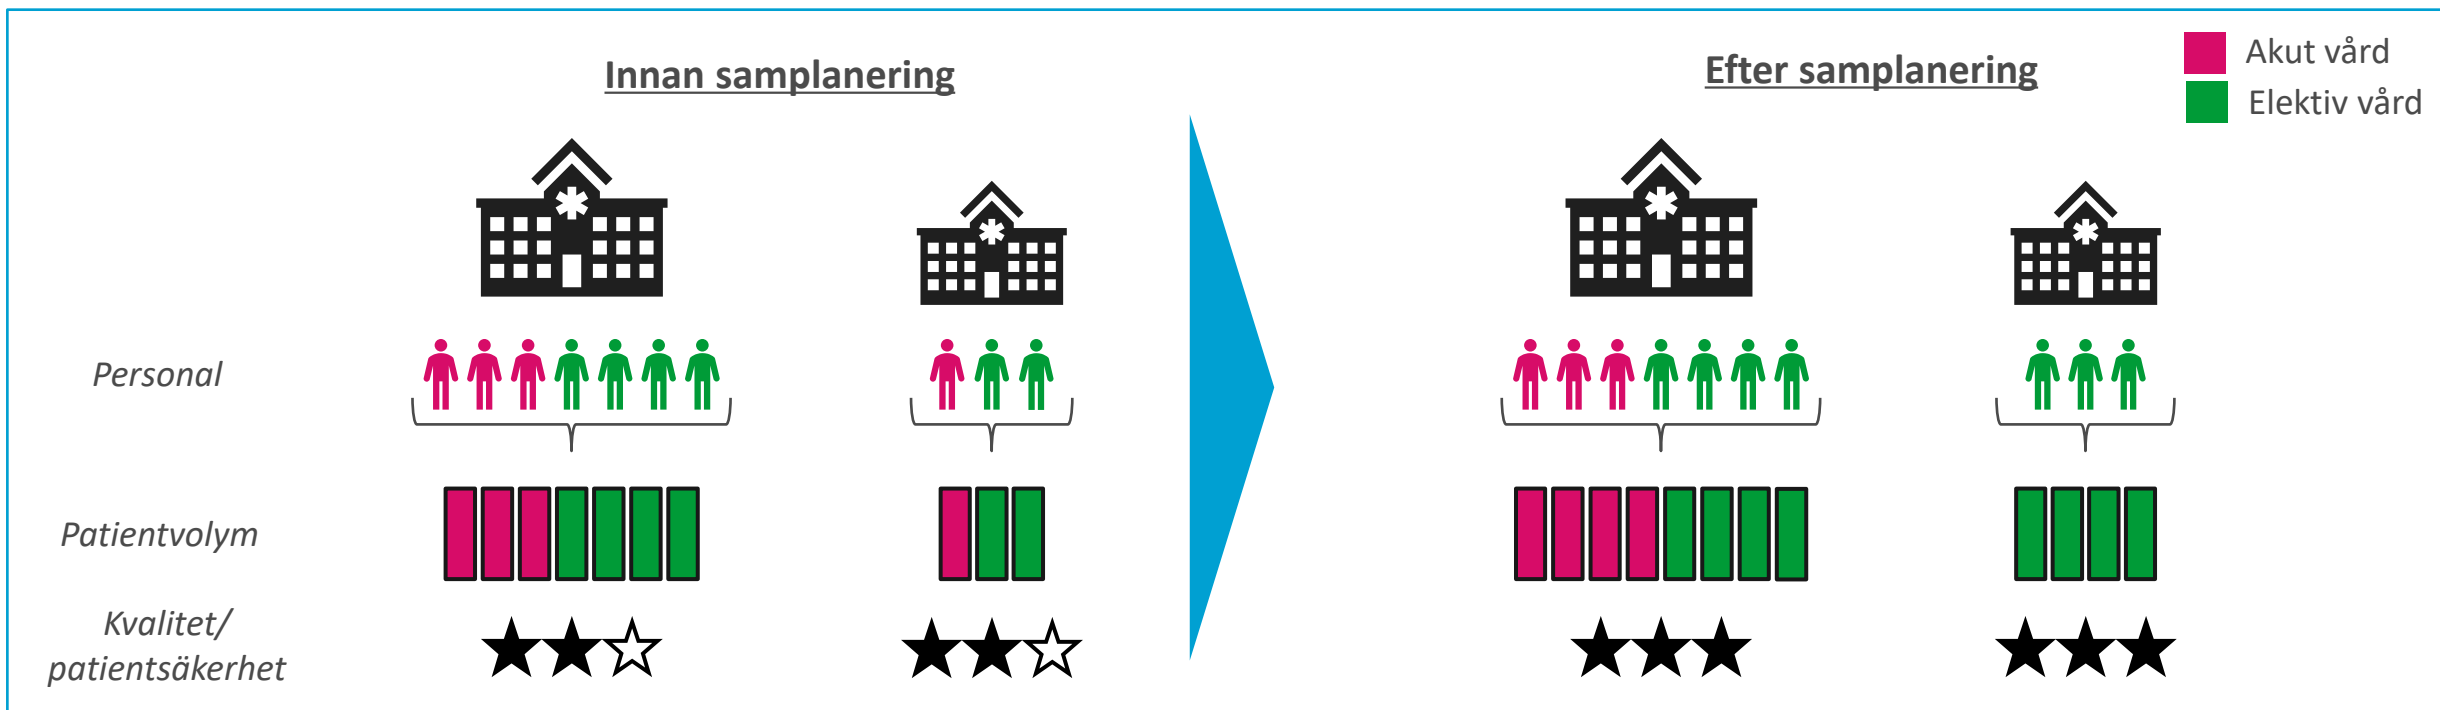 Innan samplanering
Efter samplanering
Akut vård
Elektiv vård
Personal
Patientvolym
Kvalitet/
patientsäkerhet